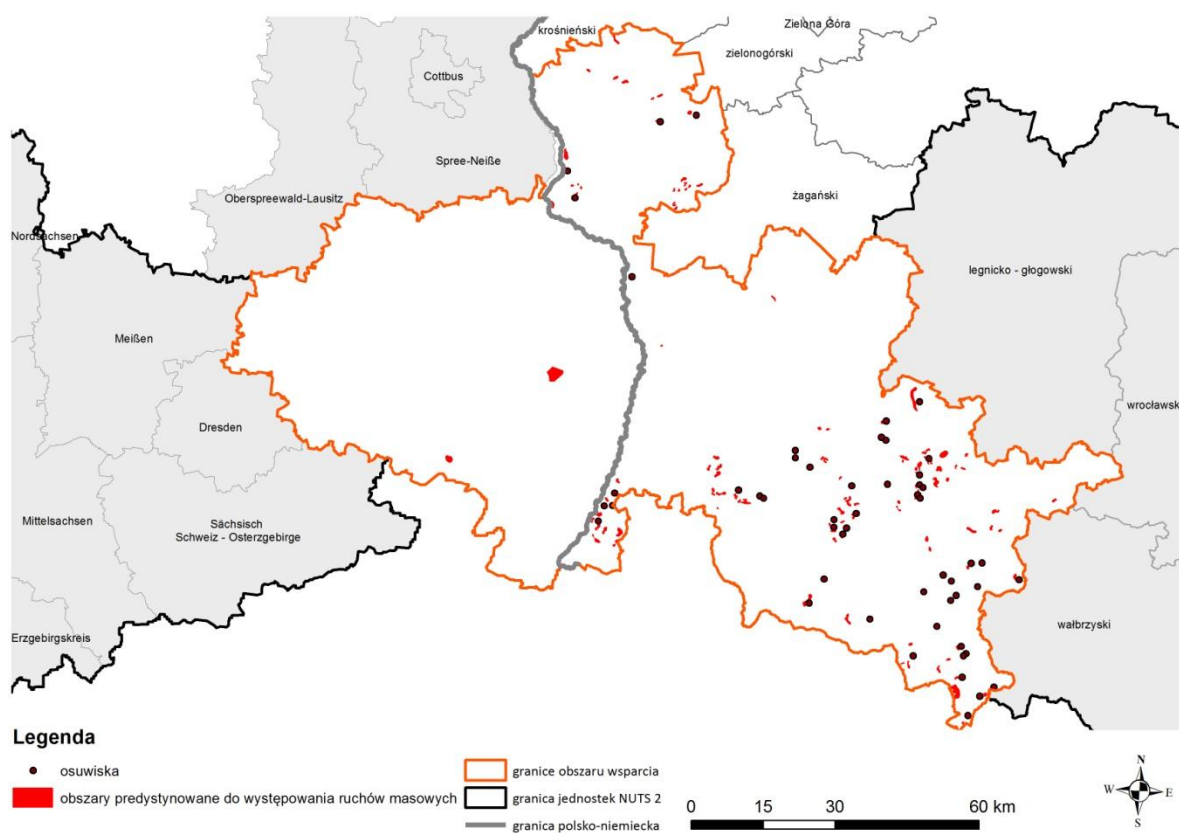 krośnieński
Zielona Góra
zielonogórski
Cottbus
Spree-Neiße
Oberspreewald-Lausitz
żagański
Nordsachsen
legnicko - głogowski
Meißen
Dresden
wrocławsk
Mittelsachsen
Sächsisch
Schweiz - Osterzgebirge
Erzgebirgskreis
wałbrzyski
Legenda
osuwiska
obszary predystynowane do występowania ruchów masowych
granice obszaru wsparcia
granica jednostek NUTS 2
granica polsko-niemiecka
0 15 30 60 km
N
W E
S